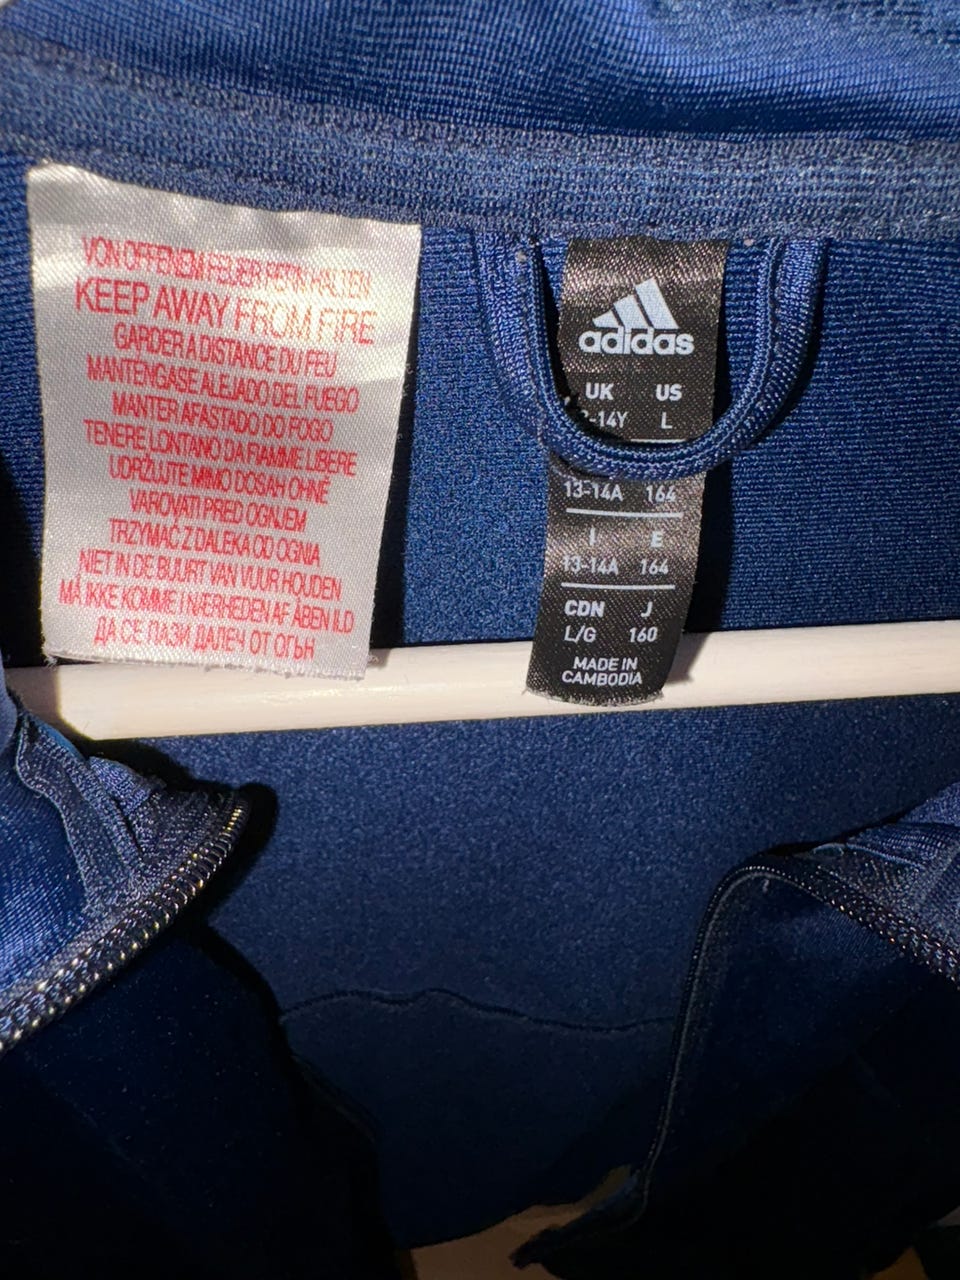 VON OFFENEM FEUER FERNHALTEN
KEEP AWAY FROM FIRE
GARDER A DISTANCE DU FEU
MANTENGASE ALEJADO DEL FUEGO
MANTER AFASTADO DO FOGO
TENERE LONTANO DA FIAMME LIBERE
UDRŽUJTE MIMO DOSAH OHNĚ
VAROVATI PRED OGNJEM
TRZYMAĆ Z DALEKA OD OGNIA
NIET IN DE BUURT VAN VUUR HOUDEN
MÅ IKKE KOMME I NÆRHEDEN AF ÅBEN ILD
ДА СЕ ПАЗИ ДАЛЕЧ ОТ ОГЪН
adidas
UK US
-14Y L
13-14A 164
I E
13-14A 164
CDN J
L/G 160
MADE IN
CAMBODIA